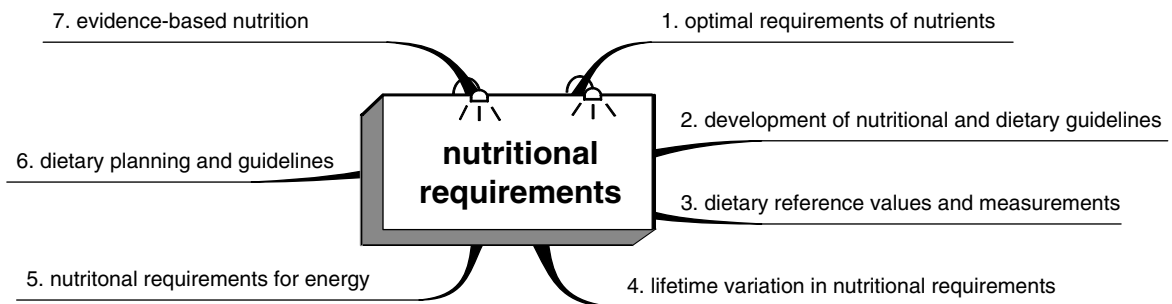 7. evidence-based nutrition
1. optimal requirements of nutrients
nutritional
requirements
2. development of nutritional and dietary guidelines
6. dietary planning and guidelines
3. dietary reference values and measurements
5. nutritonal requirements for energy
4. lifetime variation in nutritional requirements